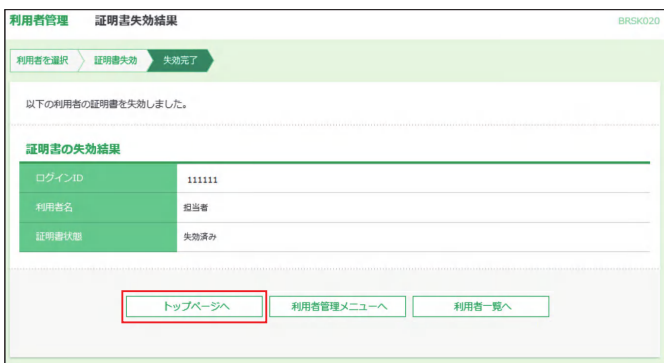 利用者管理 証明書失効結果 BRSK020
利用者を選択 証明書失効 失効完了
以下の利用者の証明書を失効しました。
証明書の失効結果
ログインID 111111
利用者名 担当者
証明書状態 失効済み
トップページへ 利用者管理メニューへ 利用者一覧へ